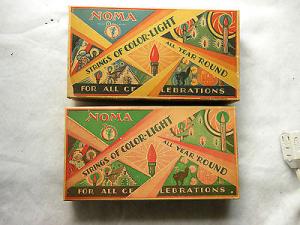 NOMA
STRINGS OF COLOR-LIGHT
ALL YEAR 'ROUND
FOR ALL CELEBRATIONS
NOMA
STRINGS OF COLOR-LIGHT
ALL YEAR 'ROUND
FOR ALL CELEBRATIONS